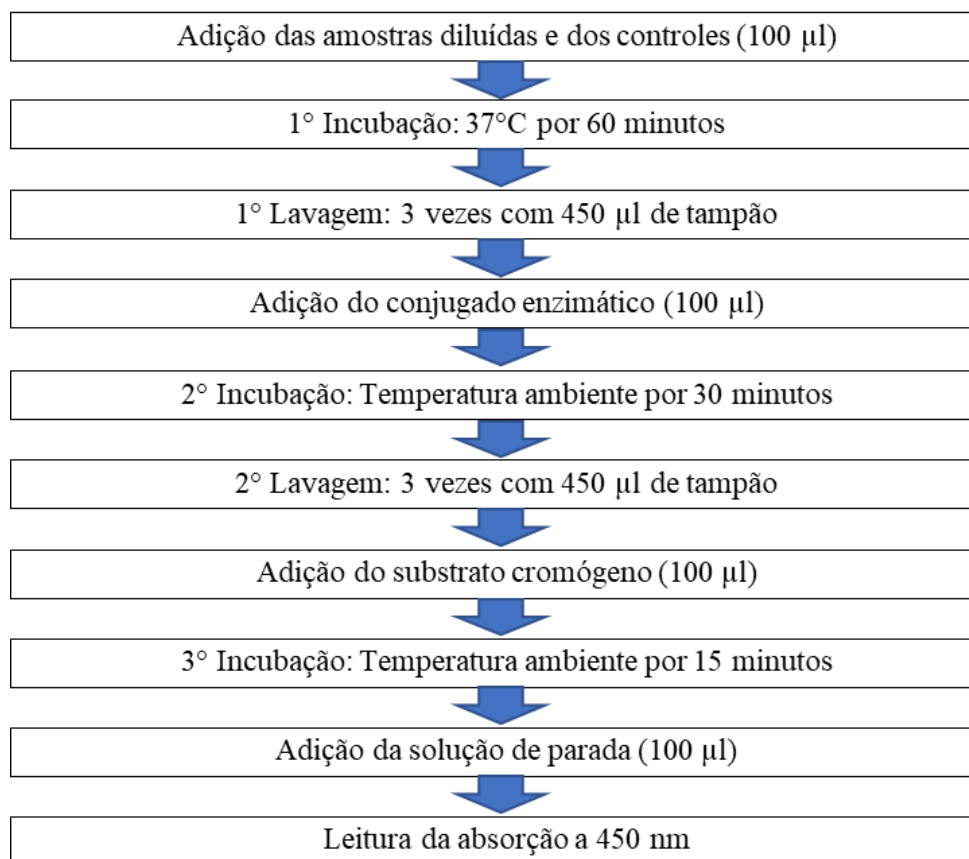 Adição das amostras diluídas e dos controles (100 µl)
1° Incubação: 37°C por 60 minutos
1° Lavagem: 3 vezes com 450 µl de tampão
Adição do conjugado enzimático (100 µl)
2° Incubação: Temperatura ambiente por 30 minutos
2° Lavagem: 3 vezes com 450 µl de tampão
Adição do substrato cromógeno (100 µl)
3° Incubação: Temperatura ambiente por 15 minutos
Adição da solução de parada (100 µl)
Leitura da absorção a 450 nm